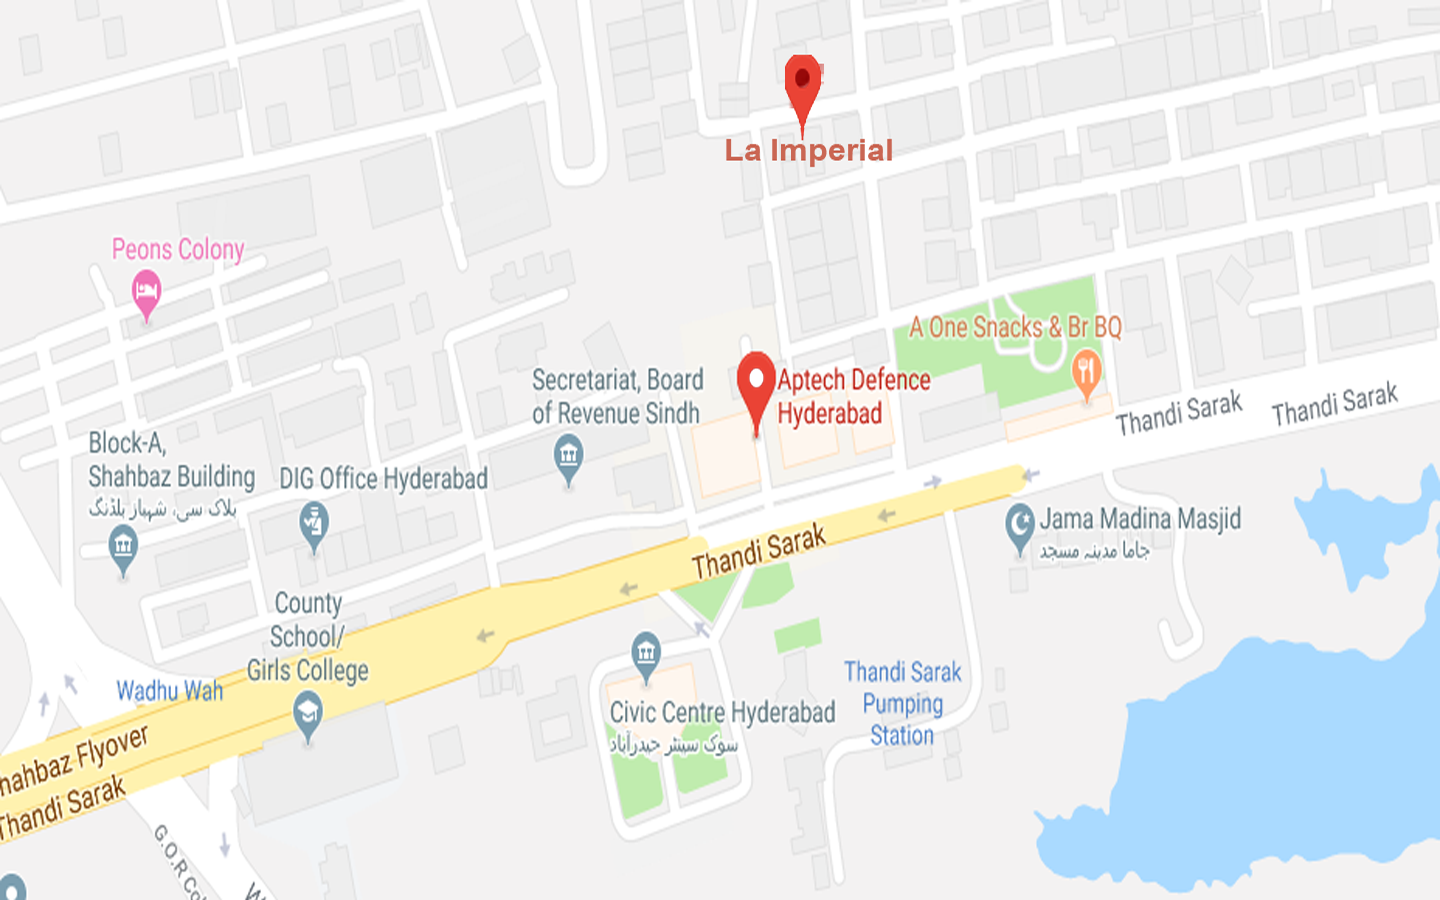 La Imperial
Peons Colony
A One Snacks & Br BQ
Secretariat, Board
of Revenue Sindh
Aptech Defence
Hyderabad
Thandi Sarak
Thandi Sarak
Block-A,
Shahbaz Building
بلاک سی، شہباز بلڈنگ
DIG Office Hyderabad
Jama Madina Masjid
جاما مدینہ مسجد
Thandi Sarak
County
School/
Girls College
Wadhu Wah
Thandi Sarak
Pumping
Station
Civic Centre Hyderabad
سوک سینٹر حیدرآباد
hahbaz Flyover
Thandi Sarak
G.O.R Col
W